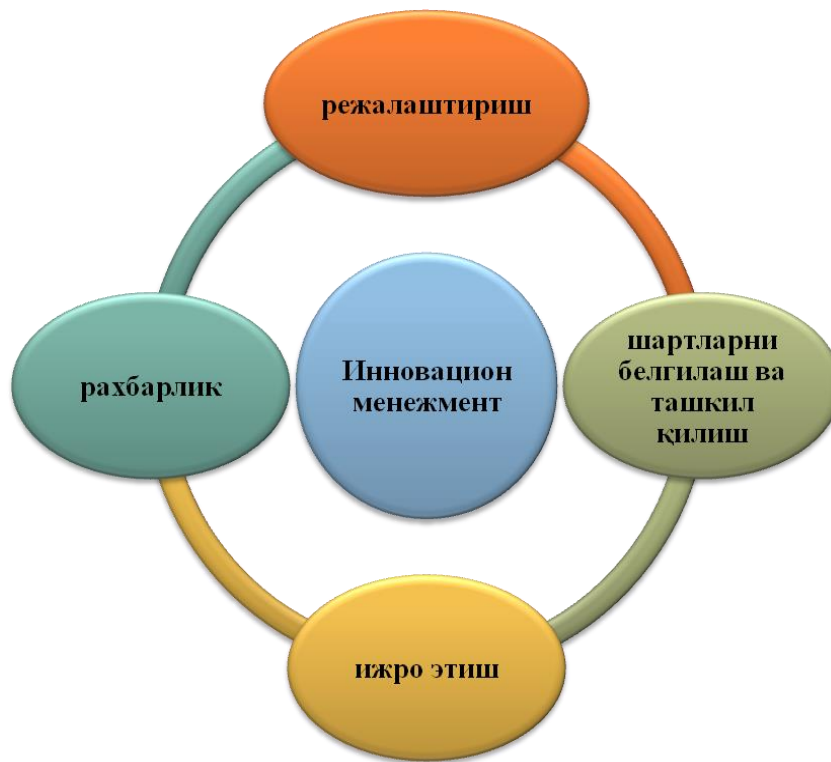 режалаштириш
Инновацион
менежмент
шартларни
белгилаш ва
ташкил
қилиш
рахбарлик
ижро этиш